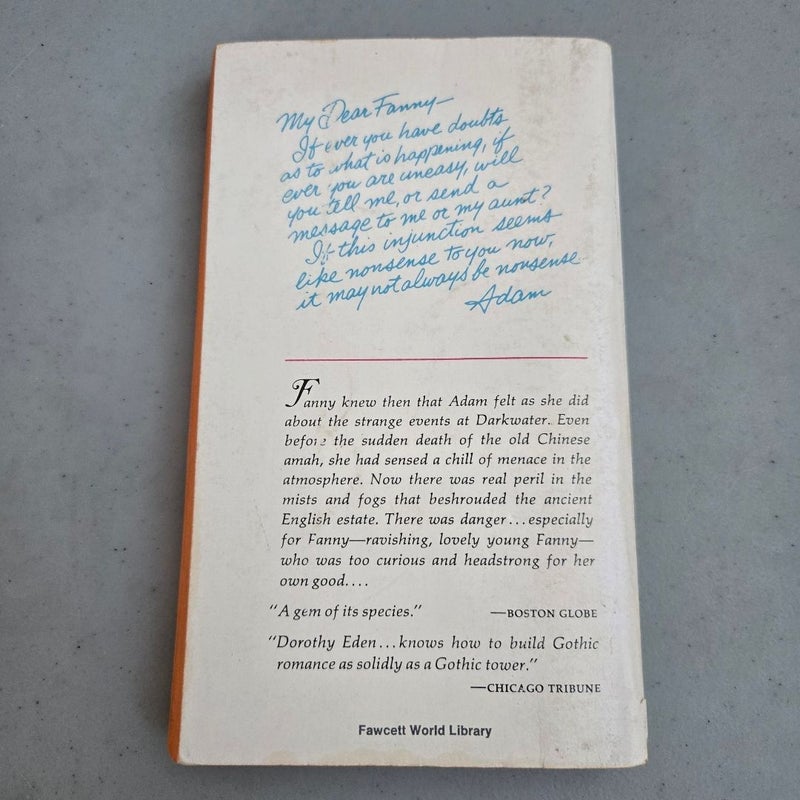 My Dear Fanny—
If ever you have doubts
as to what is happening, if
ever you are uneasy, will
you tell me, or send a
message to me or my aunt?
If this injunction seems
like nonsense to you now,
it may not always be nonsense
Adam
Fanny knew then that Adam felt as she did
about the strange events at Darkwater. Even
before the sudden death of the old Chinese
amah, she had sensed a chill of menace in the
atmosphere. Now there was real peril in the
mists and fogs that beshrouded the ancient
English estate. There was danger...especially
for Fanny—ravishing, lovely young Fanny—
who was too curious and headstrong for her
own good....
"A gem of its species." —BOSTON GLOBE
"Dorothy Eden...knows how to build Gothic
romance as solidly as a Gothic tower."
—CHICAGO TRIBUNE
Fawcett World Library